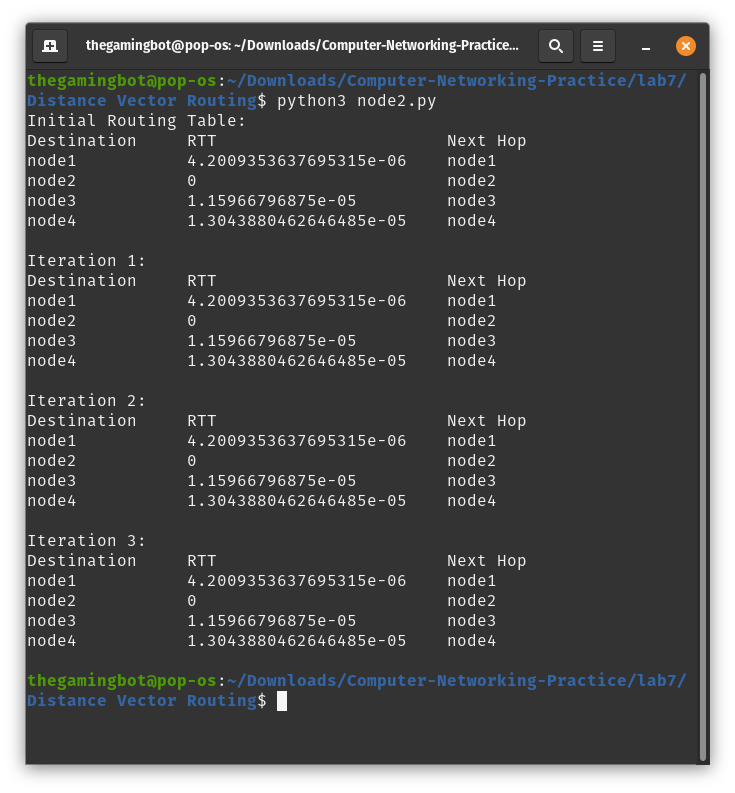 thegamingbot@pop-os: ~/Downloads/Computer-Networking-Practice...
thegamingbot@pop-os:~/Downloads/Computer-Networking-Practice/lab7/
Distance Vector Routing$ python3 node2.py
Initial Routing Table:
Destination     RTT                       Next Hop
node1           4.2009353637695315e-06    node1
node2           0                         node2
node3           1.15966796875e-05         node3
node4           1.3043880462646485e-05    node4

Iteration 1:
Destination     RTT                       Next Hop
node1           4.2009353637695315e-06    node1
node2           0                         node2
node3           1.15966796875e-05         node3
node4           1.3043880462646485e-05    node4

Iteration 2:
Destination     RTT                       Next Hop
node1           4.2009353637695315e-06    node1
node2           0                         node2
node3           1.15966796875e-05         node3
node4           1.3043880462646485e-05    node4

Iteration 3:
Destination     RTT                       Next Hop
node1           4.2009353637695315e-06    node1
node2           0                         node2
node3           1.15966796875e-05         node3
node4           1.3043880462646485e-05    node4

thegamingbot@pop-os:~/Downloads/Computer-Networking-Practice/lab7/
Distance Vector Routing$